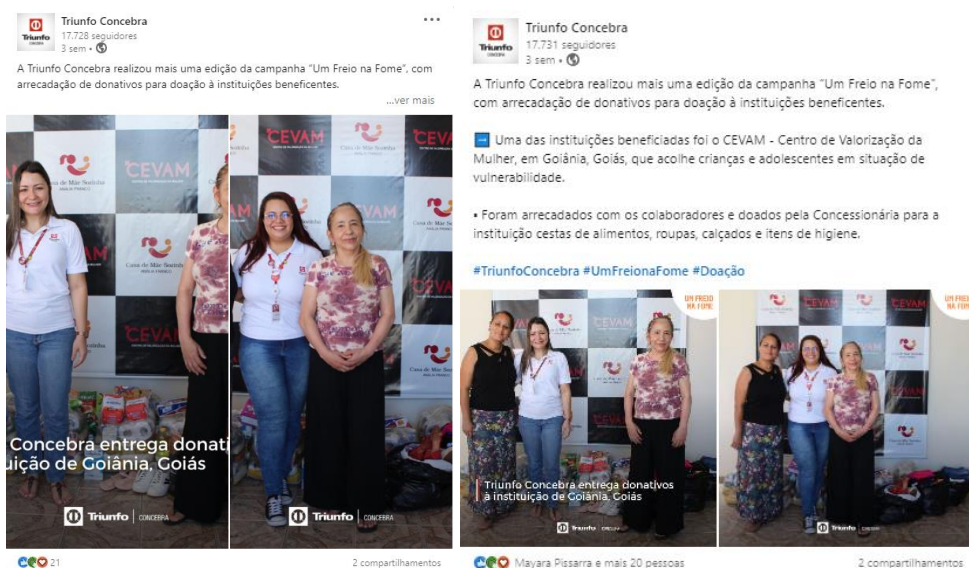 Triunfo Concebra
17.728 seguidores
3 sem •
A Triunfo Concebra realizou mais uma edição da campanha "Um Freio na Fome", com
arrecadação de donativos para doação à instituições beneficentes.
...ver mais
CEVAM
Casa de Mãe Sozinha
Concebra entrega donati
uição de Goiânia, Goiás
Triunfo CONCEBRA
Triunfo CONCEBRA
21
2 compartilhamentos
Triunfo Concebra
17.731 seguidores
3 sem •
A Triunfo Concebra realizou mais uma edição da campanha "Um Freio na Fome",
com arrecadação de donativos para doação à instituições beneficentes.
Uma das instituições beneficiadas foi o CEVAM - Centro de Valorização da
Mulher, em Goiânia, Goiás, que acolhe crianças e adolescentes em situação de
vulnerabilidade.
▪ Foram arrecadados com os colaboradores e doados pela Concessionária para a
instituição cestas de alimentos, roupas, calçados e itens de higiene.
#TriunfoConcebra #UmFreionaFome #Doação
UM FREIO
NA FOME
CEVAM
Triunfo Concebra entrega donativos
à instituição de Goiânia, Goiás
Triunfo
Triunfo
Mayara Pissarra e mais 20 pessoas
2 compartilhamentos